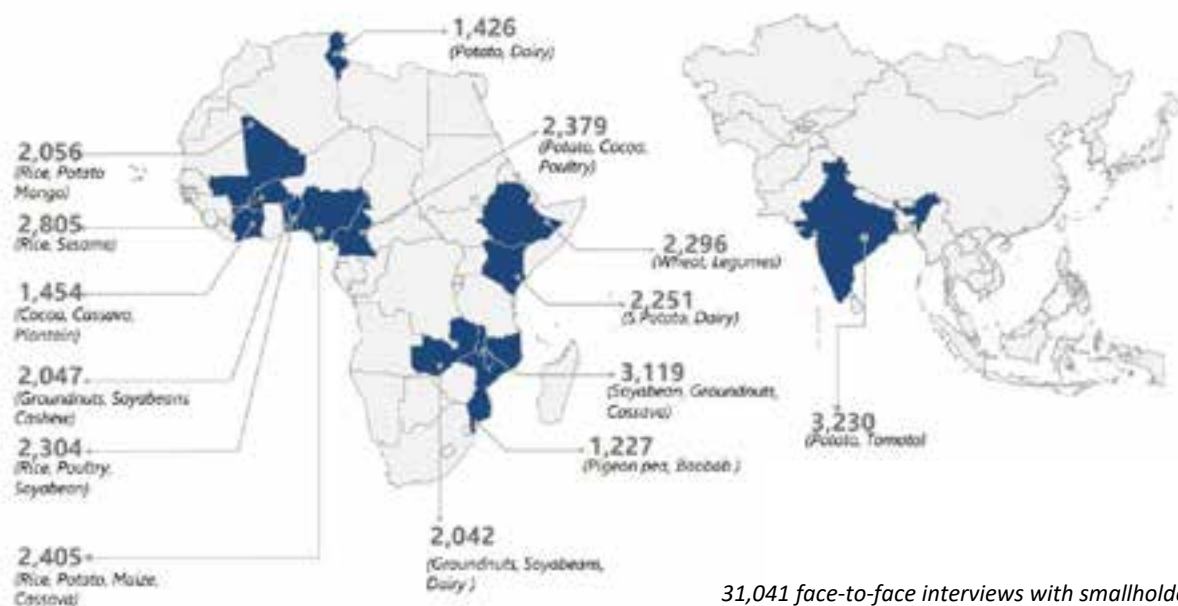 1,426
(Potato, Dairy)
2,379
(Potato, Cocoa,
Poultry)
2,056
(Rice, Potato
Mango)
2,805
(Rice, Sesame)
2,296
(Wheat, Legumes)
1,454
(Cocoa, Cassava,
Plantain)
2,251
(S.Potato, Dairy)
2,047
(Groundnuts, Soyabeans
Cashew)
3,119
(Soyabean, Groundnuts,
Cassava)
3,230
(Potato, Tomato)
2,304
(Rice, Poultry,
Soyabean)
1,227
(Pigeon pea, Baobab )
2,042
(Groundnuts, Soyabeans,
Dairy )
2,405
(Rice, Potato, Maize,
Cassava)
31,041 face-to-face interviews with